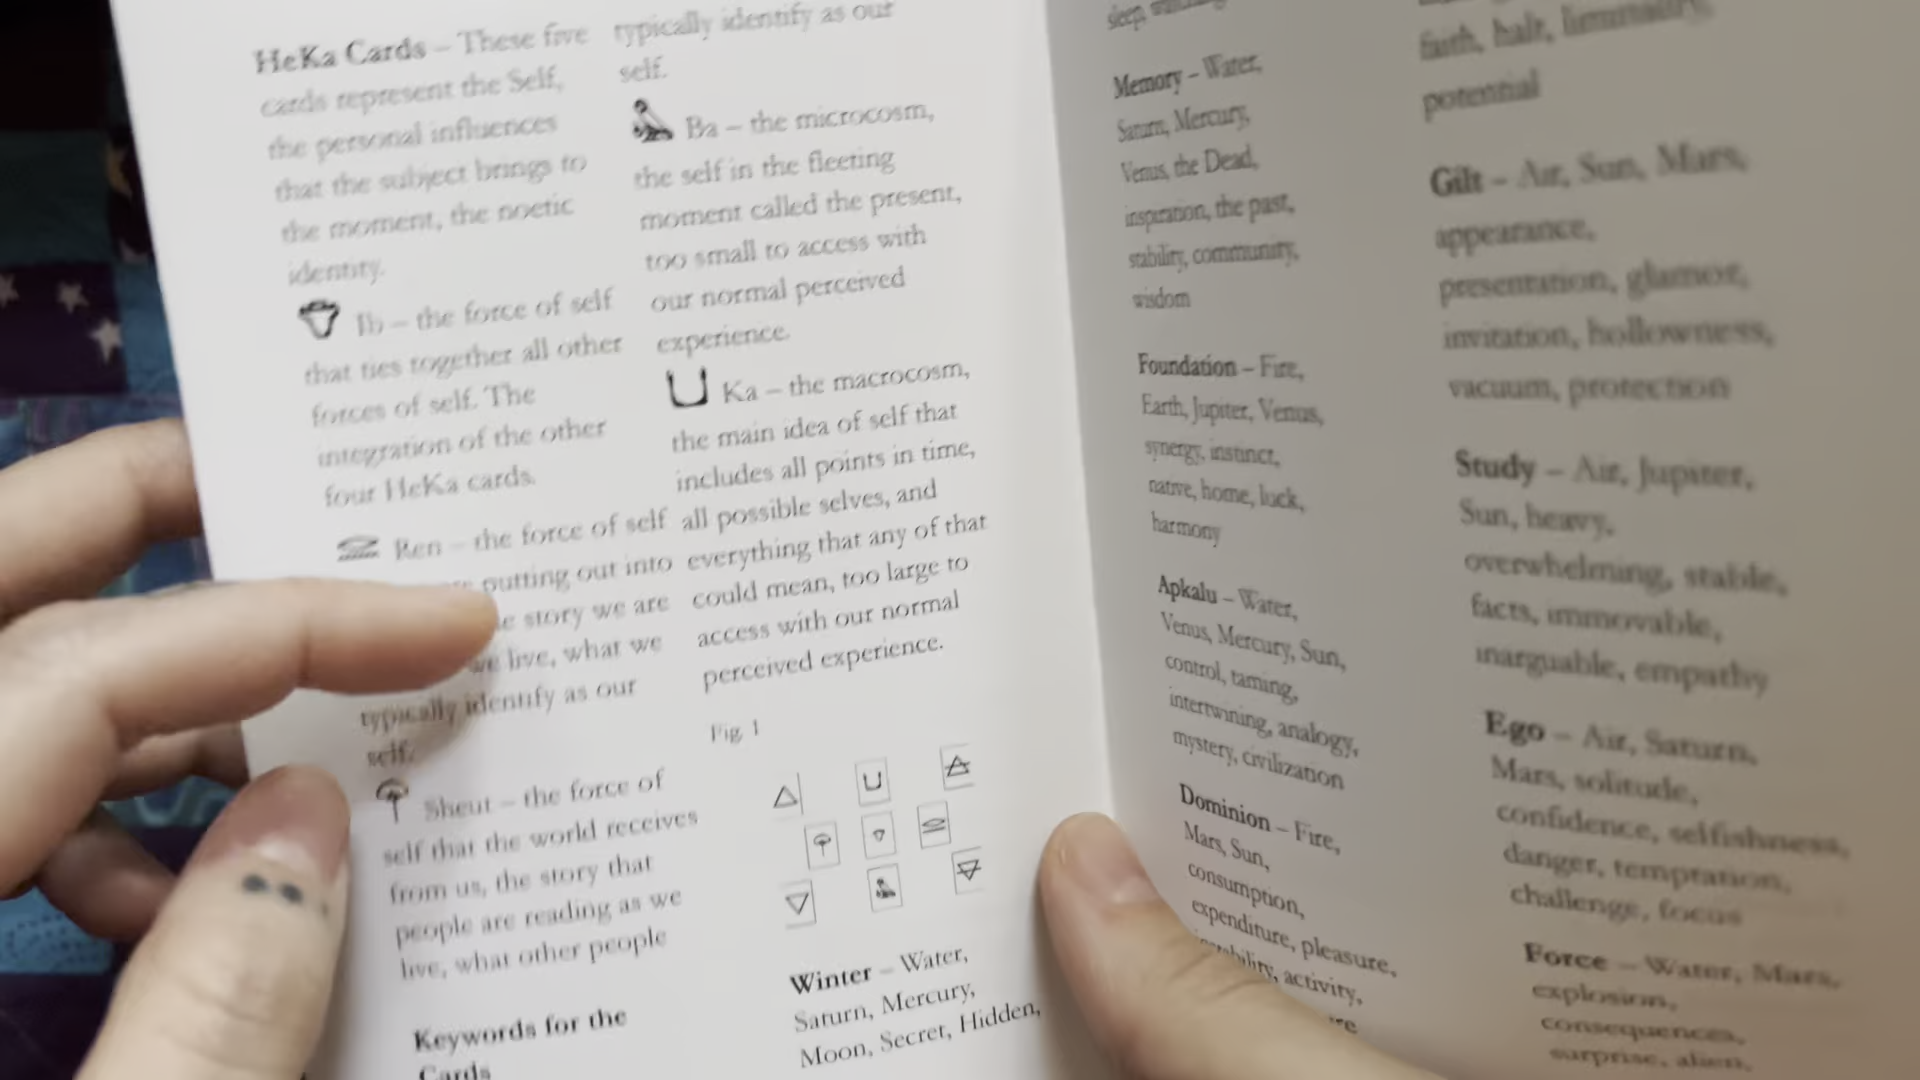 HeKa Cards – These five
cards represent the Self,
the personal influences
that the subject brings to
the moment, the noetic
identity.
Ib – the force of self
that ties together all other
forces of self. The
integration of the other
four HeKa cards.
Ren – the force of self
putting out into
story we are
we live, what we
typically identify as our
self.
Sheut – the force of
self that the world receives
from us, the story that
people are reading as we
live, what other people
Keywords for the
Cards
typically identify as our
self.
Ba – the microcosm,
the self in the fleeting
moment called the present,
too small to access with
our normal perceived
experience.
Ka – the macrocosm,
the main idea of self that
includes all points in time,
all possible selves, and
everything that any of that
could mean, too large to
access with our normal
perceived experience.
Fig. 1
Winter – Water,
Saturn, Mercury,
Moon, Secret, Hidden,
sleep,
Memory – Water,
Saturn, Mercury,
Venus, the Dead,
inspiration, the past,
stability, community,
wisdom
Foundation – Fire,
Earth, Jupiter, Venus,
synergy, instinct,
native, home, luck,
harmony
Apkalu – Water,
Venus, Mercury, Sun,
control, taming,
intertwining, analogy,
mystery, civilization
Dominion – Fire,
Mars, Sun,
consumption,
expenditure, pleasure,
activity,
faith, halt, liminality,
potential
Gilt – Air, Sun, Mars,
appearance,
presentation, glamor,
invitation, hollowness,
vacuum, protection
Study – Air, Jupiter,
Sun, heavy,
overwhelming, stable,
facts, immovable,
inarguable, empathy
Ego – Air, Saturn,
Mars, solitude,
confidence, selfishness,
danger, temptation,
challenge, focus
Force – Water, Mars,
explosion,
consequences,
surprise, alien,